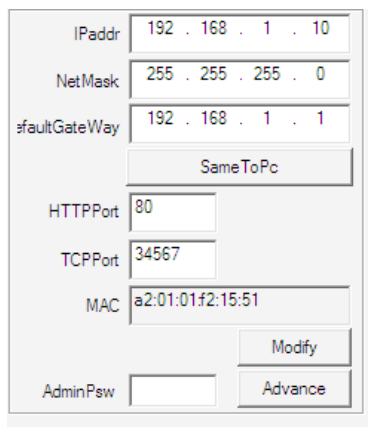 IPaddr 192 . 168 . 1 . 10
NetMask 255 . 255 . 255 . 0
efaultGateWay 192 . 168 . 1 . 1
SameToPc
HTTPPort 80
TCPPort 34567
MAC a2:01:01:f2:15:51
Modify
AdminPsw Advance